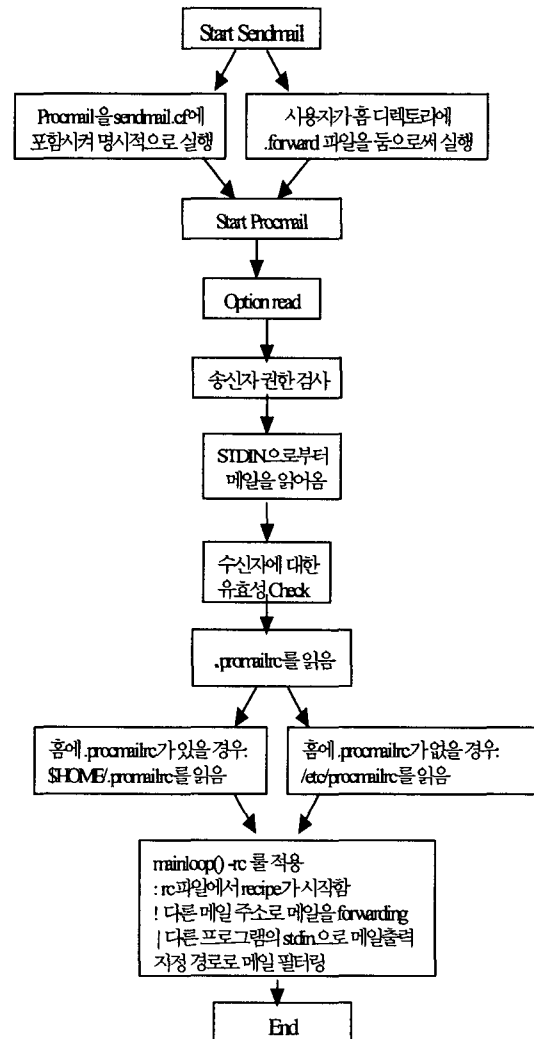 Start Sendmail
Procmail을 sendmail.cf에
포함시켜 명시적으로 실행
사용자가 홈 디렉토리에
.forward 파일을 둠으로써 실행
Start Procmail
Option read
송신자 권한 검사
STDIN으로부터
메일을 읽어옴
수신자에 대한
유효성 Check
.promailrc를 읽음
홈에 .procmailrc가 있을 경우:
$HOME/.promailrc를 읽음
홈에 .procmailrc가 없을 경우:
/etc/procmailrc를 읽음
mainloop() -rc 룰 적용
: rc파일에서 recipe가 시작함
! 다른 메일 주소로 메일을 forwarding
| 다른 프로그램의 stdin으로 메일출력
지정 경로로 메일 필터링
End